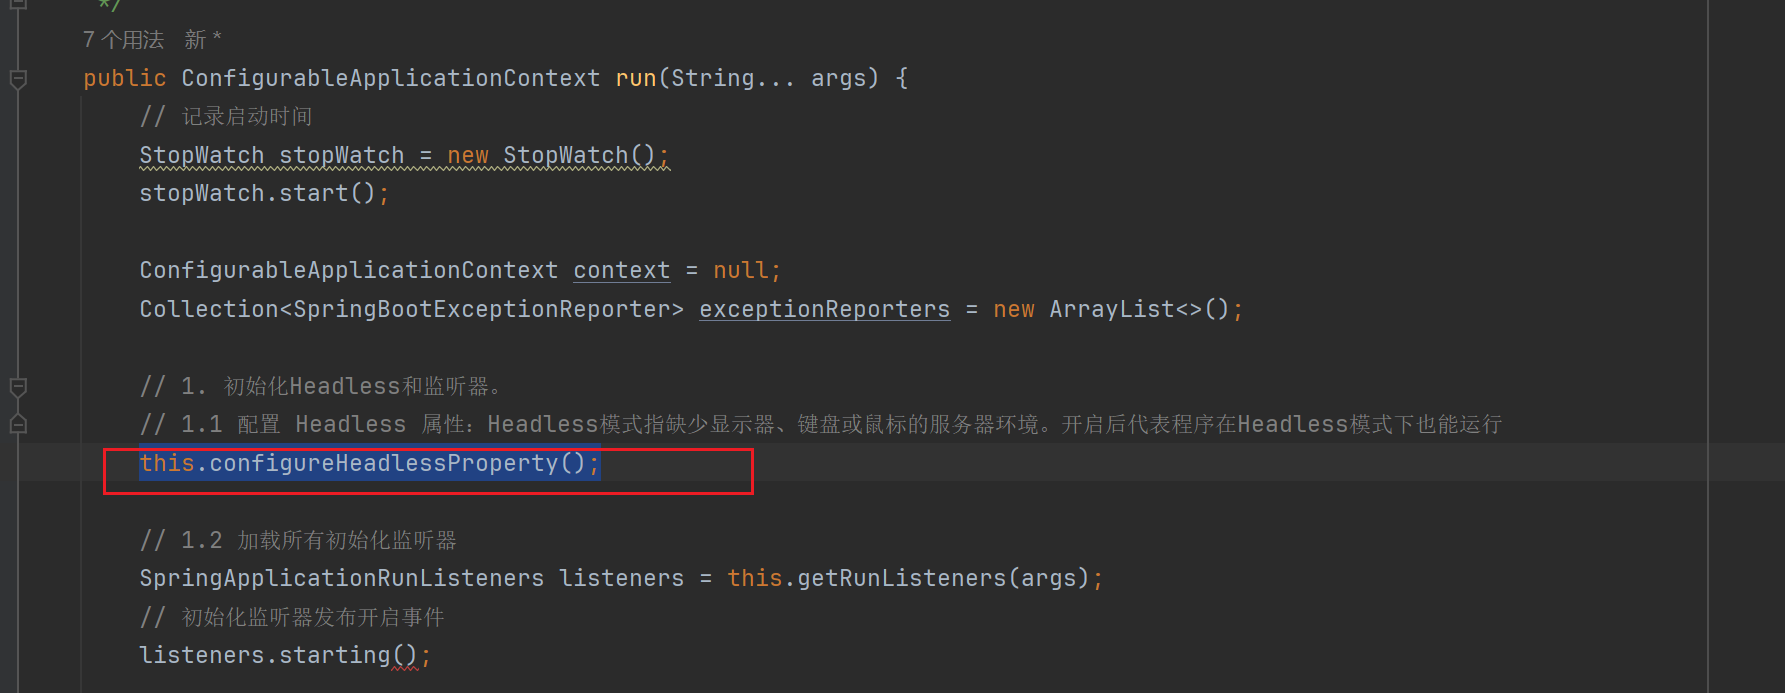 */
7 个用法 新 *
public ConfigurableApplicationContext run(String... args) {
// 记录启动时间
StopWatch stopWatch = new StopWatch();
stopWatch.start();
ConfigurableApplicationContext context = null;
Collection<SpringBootExceptionReporter> exceptionReporters = new ArrayList<>();
// 1. 初始化Headless和监听器。
// 1.1 配置 Headless 属性：Headless模式指缺少显示器、键盘或鼠标的服务器环境。开启后代表程序在Headless模式下也能运行
this.configureHeadlessProperty();
// 1.2 加载所有初始化监听器
SpringApplicationRunListeners listeners = this.getRunListeners(args);
// 初始化监听器发布开启事件
listeners.starting();